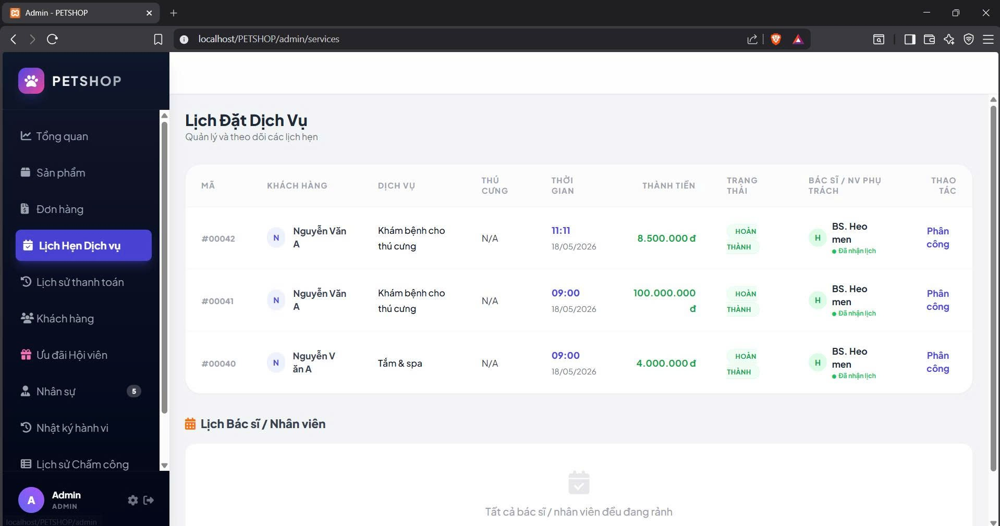 Admin - PETSHOP
localhost/PETSHOP/admin/services
PETSHOP
Tổng quan
Sản phẩm
Đơn hàng
Lịch Hẹn Dịch vụ
Lịch sử thanh toán
Khách hàng
Ưu đãi Hội viên
Nhân sự 5
Nhật ký hành vi
Lịch sử Chấm công
A Admin
ADMIN
localhost/PETSHOP/admin
Lịch Đặt Dịch Vụ
Quản lý và theo dõi các lịch hẹn
MÃ
KHÁCH HÀNG
DỊCH VỤ
THÚ
CƯNG
THỜI
GIAN
THÀNH TIỀN
TRẠNG
THÁI
BÁC SĨ / NV PHỤ
TRÁCH
THAO
TÁC
#00042
N
Nguyễn Văn
A
Khám bệnh cho
thú cưng
N/A
11:11
18/05/2026
8.500.000 đ
HOÀN
THÀNH
H
BS. Heo
men
Đã nhận lịch
Phân
công
#00041
N
Nguyễn Văn
A
Khám bệnh cho
thú cưng
N/A
09:00
18/05/2026
100.000.000
đ
HOÀN
THÀNH
H
BS. Heo
men
Đã nhận lịch
Phân
công
#00040
N
Nguyễn V
ăn A
Tắm & spa
N/A
09:00
18/05/2026
4.000.000 đ
HOÀN
THÀNH
H
BS. Heo
men
Đã nhận lịch
Phân
công
Lịch Bác sĩ / Nhân viên
Tất cả bác sĩ / nhân viên đều đang rảnh